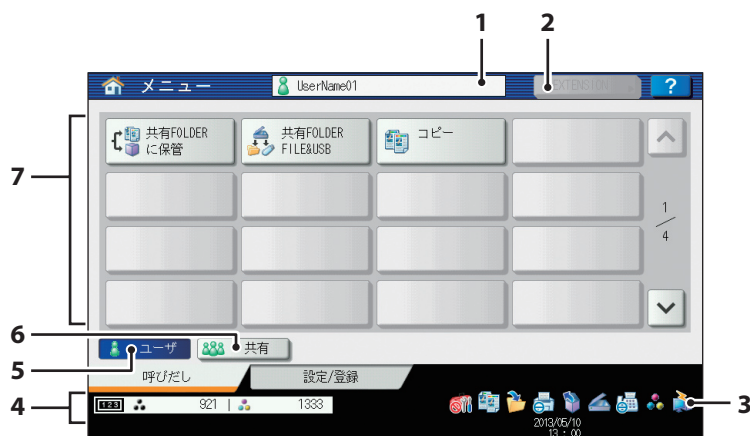 1
2
メニュー
UserName01
EXTENSION
?
7
共有FOLDER
に保管
共有FOLDER
FILE&USB
コピー
1
4
6
5
ユーザ
共有
呼びだし
設定/登録
4
123
921
1333
3
2013/05/10
13:00